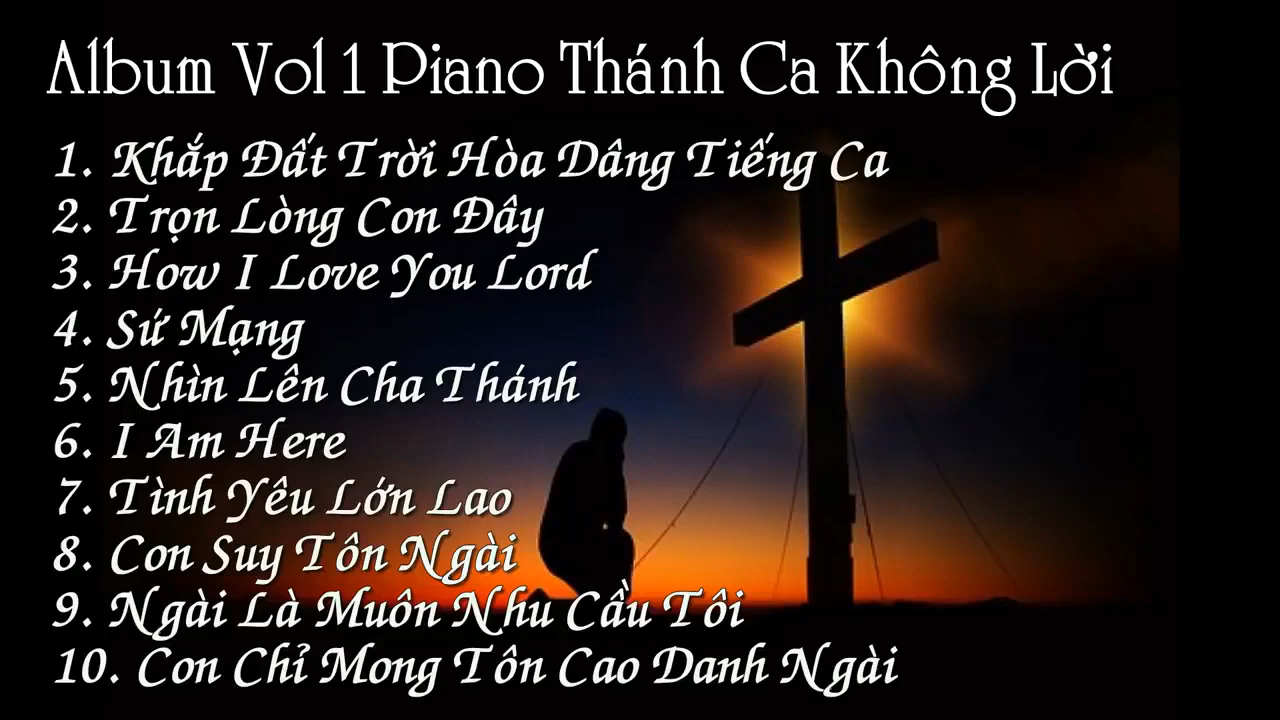 Album Vol 1 Piano Thánh Ca Không Lời
1. Khắp Đất Trời Hòa Dâng Tiếng Ca
2. Trọn Lòng Con Đây
3. How I Love You Lord
4. Sứ Mạng
5. Nhìn Lên Cha Thánh
6. I Am Here
7. Tình Yêu Lớn Lao
8. Con Suy Tôn Ngài
9. Ngài Là Muôn Nhu Cầu Tôi
10. Con Chỉ Mong Tôn Cao Danh Ngài